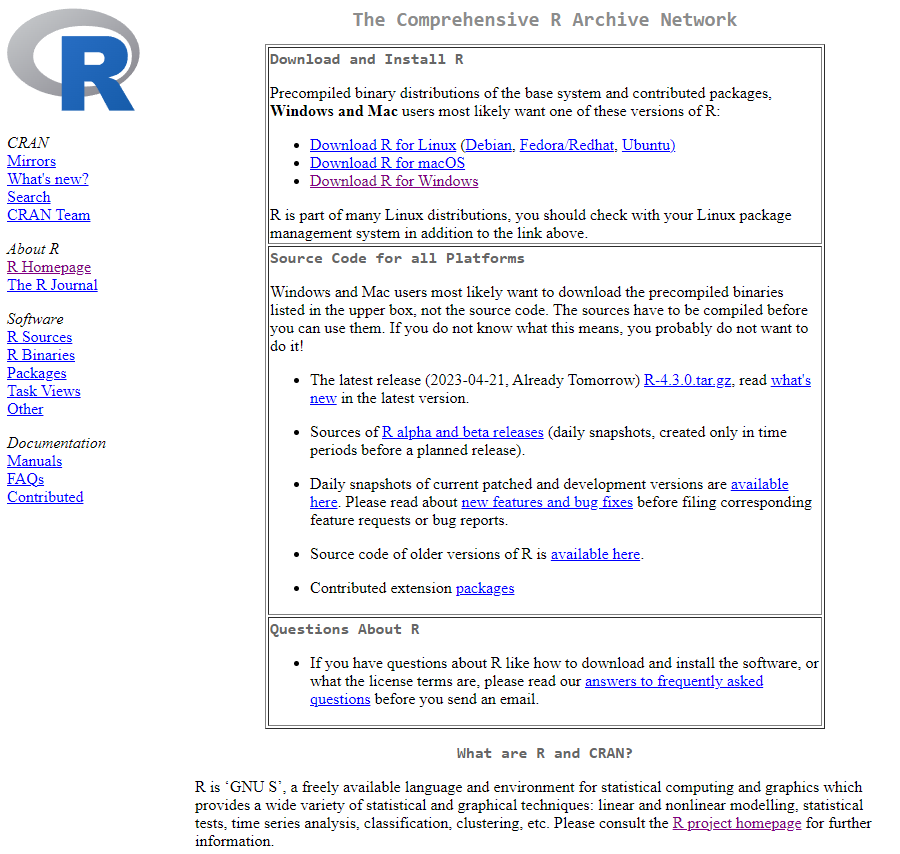 The Comprehensive R Archive Network
R
CRAN
Mirrors
What's new?
Search
CRAN Team
About R
R Homepage
The R Journal
Software
R Sources
R Binaries
Packages
Task Views
Other
Documentation
Manuals
FAQs
Contributed
Download and Install R
Precompiled binary distributions of the base system and contributed packages,
Windows and Mac users most likely want one of these versions of R:
• Download R for Linux (Debian, Fedora/Redhat, Ubuntu)
• Download R for macOS
• Download R for Windows
R is part of many Linux distributions, you should check with your Linux package
management system in addition to the link above.
Source Code for all Platforms
Windows and Mac users most likely want to download the precompiled binaries
listed in the upper box, not the source code. The sources have to be compiled before
you can use them. If you do not know what this means, you probably do not want to
do it!
• The latest release (2023-04-21, Already Tomorrow) R-4.3.0.tar.gz, read what's
new in the latest version.
• Sources of R alpha and beta releases (daily snapshots, created only in time
periods before a planned release).
• Daily snapshots of current patched and development versions are available
here. Please read about new features and bug fixes before filing corresponding
feature requests or bug reports.
• Source code of older versions of R is available here.
• Contributed extension packages
Questions About R
• If you have questions about R like how to download and install the software, or
what the license terms are, please read our answers to frequently asked
questions before you send an email.
What are R and CRAN?
R is ‘GNU S’, a freely available language and environment for statistical computing and graphics which
provides a wide variety of statistical and graphical techniques: linear and nonlinear modelling, statistical
tests, time series analysis, classification, clustering, etc. Please consult the R project homepage for further
information.